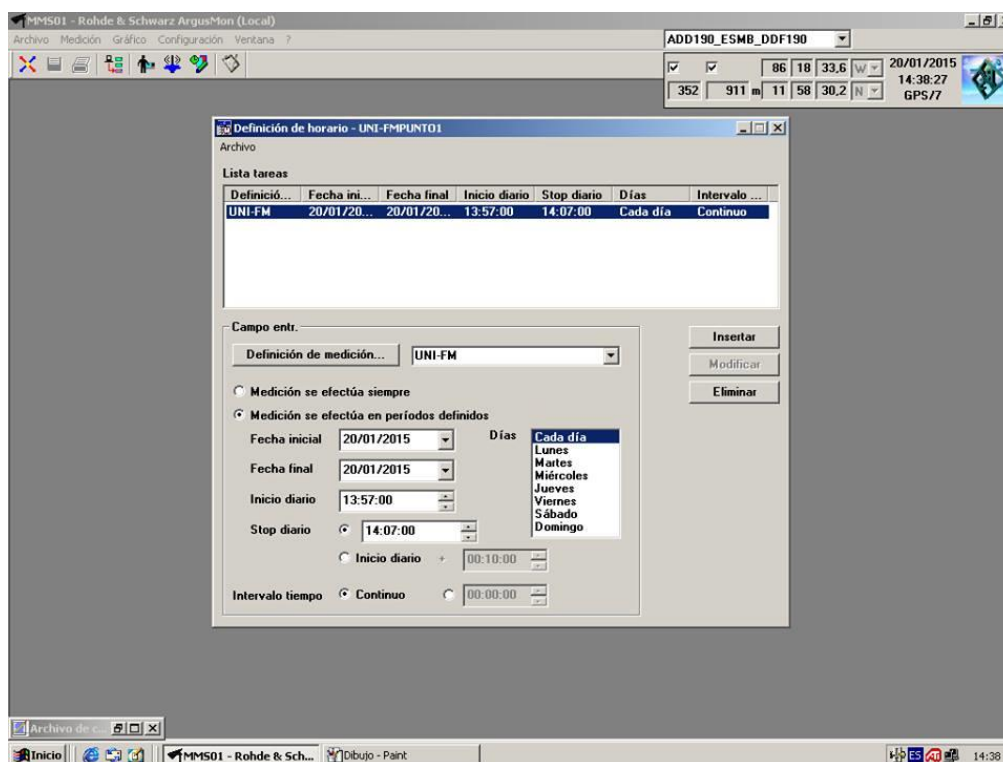 MMS01 - Rohde & Schwarz ArgusMon (Local)
Archivo Medición Gráfico Configuración Ventana ?
ADD190_ESMB_DDF190
86 18 33,6 W
352 911 m 11 58 30,2 N
20/01/2015
14:38:27
GPS/7
Definición de horario - UNI-FMPUNTO1
Archivo
Lista tareas
Definició... Fecha ini... Fecha final Inicio diario Stop diario Días Intervalo ...
UNI-FM 20/01/20... 20/01/20... 13:57:00 14:07:00 Cada día Continuo
Campo entr.
Definición de medición... UNI-FM
Insertar
Modificar
Eliminar
Medición se efectúa siempre
Medición se efectúa en períodos definidos
Fecha inicial 20/01/2015
Fecha final 20/01/2015
Inicio diario 13:57:00
Stop diario 14:07:00
Inicio diario + 00:10:00
Días
Cada día
Lunes
Martes
Miércoles
Jueves
Viernes
Sábado
Domingo
Intervalo tiempo Continuo 00:00:00
Archivo de c...
Inicio MMS01 - Rohde & Sch... Dibujo - Paint ES 14:38